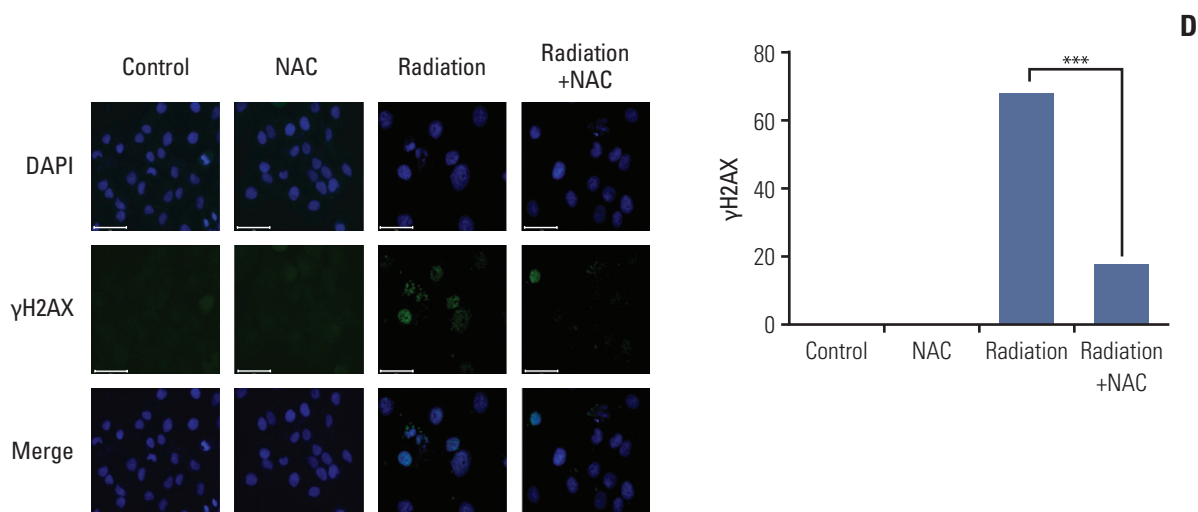 Control
NAC
Radiation
Radiation
+NAC
DAPI
γH2AX
Merge
D
80
60
40
20
0
γH2AX
***
Control
NAC
Radiation
Radiation
+NAC